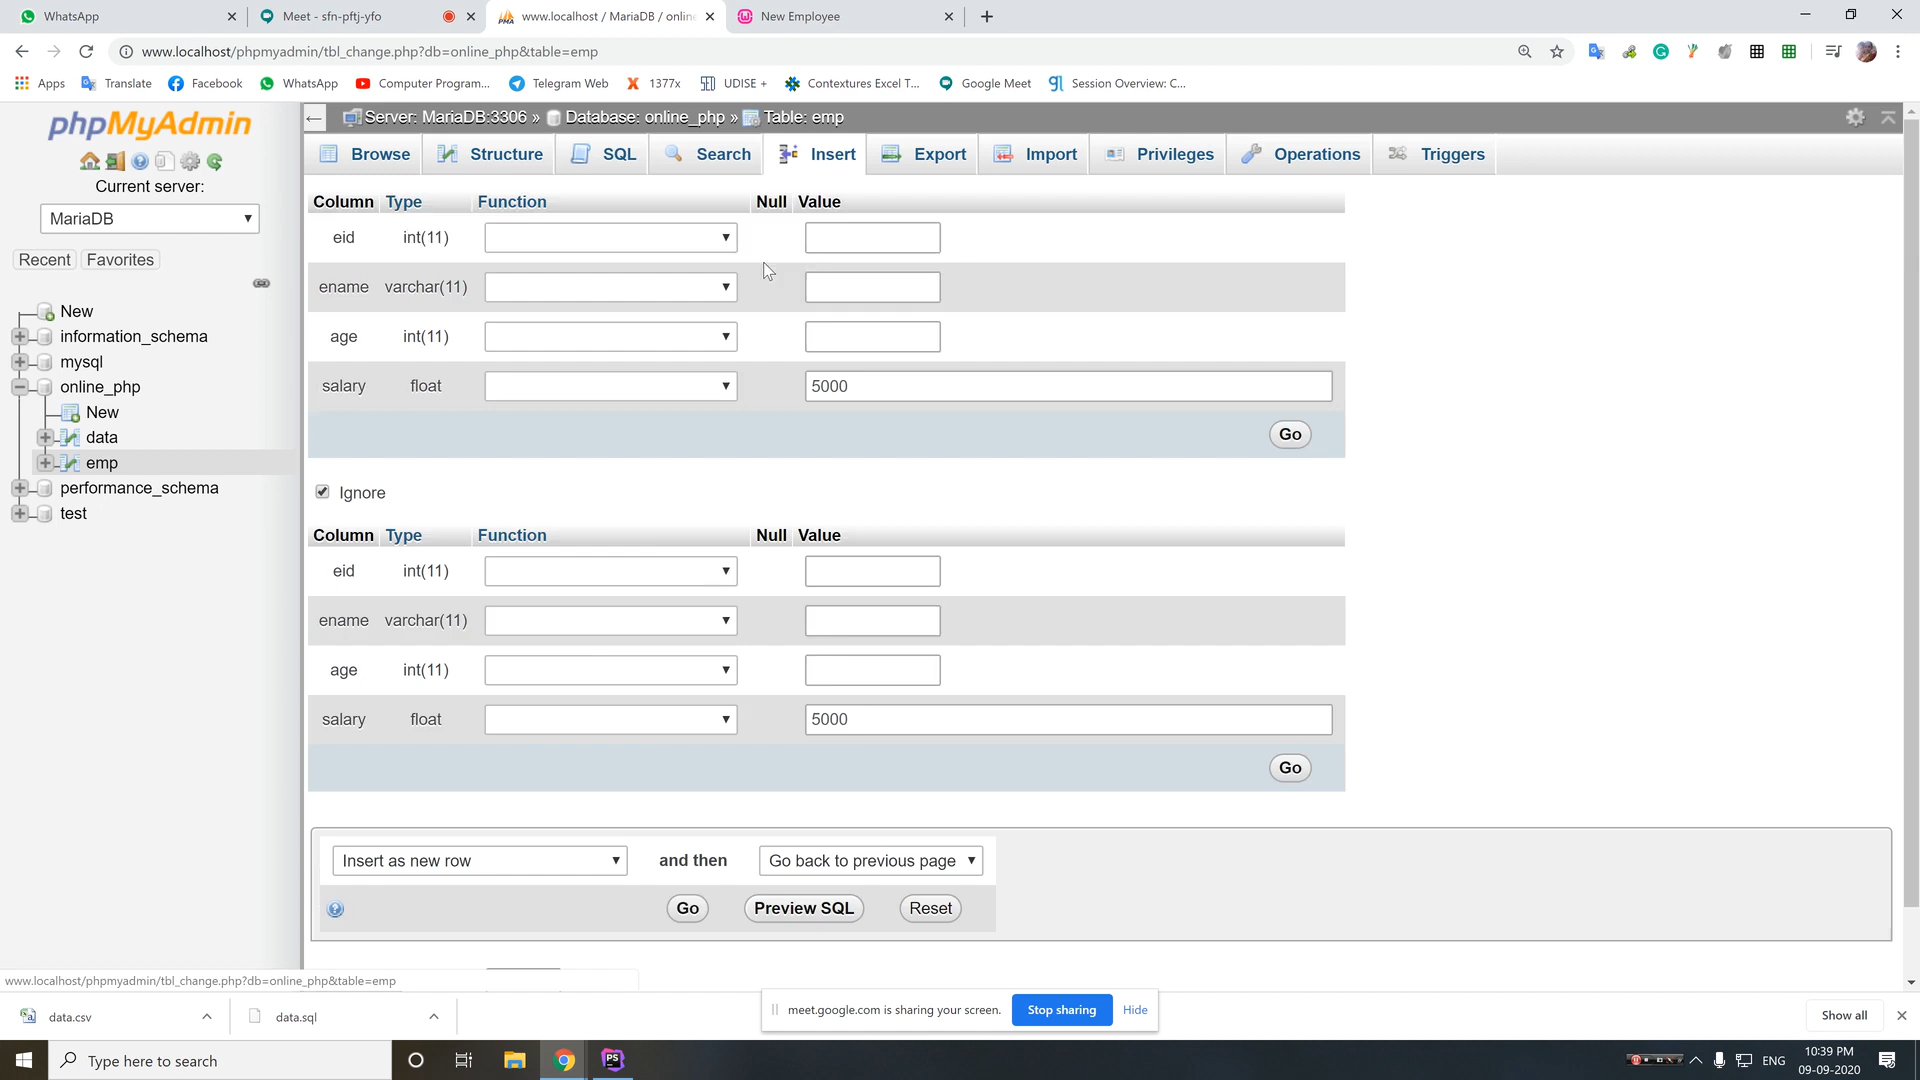 WhatsApp
Meet - sfn-pftj-yfo
www.localhost / MariaDB / onlin
New Employee
www.localhost/phpmyadmin/tbl_change.php?db=online_php&table=emp
Apps Translate Facebook WhatsApp Computer Program... Telegram Web 1377x UDISE + Contextures Excel T... Google Meet Session Overview: C...
phpMyAdmin
Current server:
MariaDB
Recent Favorites
New
information_schema
mysql
online_php
New
data
emp
performance_schema
test
Server: MariaDB:3306 » Database: online_php » Table: emp
Browse Structure SQL Search Insert Export Import Privileges Operations Triggers
Column Type Function Null Value
eid int(11)
ename varchar(11)
age int(11)
salary float 5000
Go
Ignore
Column Type Function Null Value
eid int(11)
ename varchar(11)
age int(11)
salary float 5000
Go
Insert as new row and then Go back to previous page
Go Preview SQL Reset
www.localhost/phpmyadmin/tbl_change.php?db=online_php&table=emp
data.csv
data.sql
meet.google.com is sharing your screen. Stop sharing Hide
Show all
Type here to search
PS
ENG
10:39 PM
09-09-2020